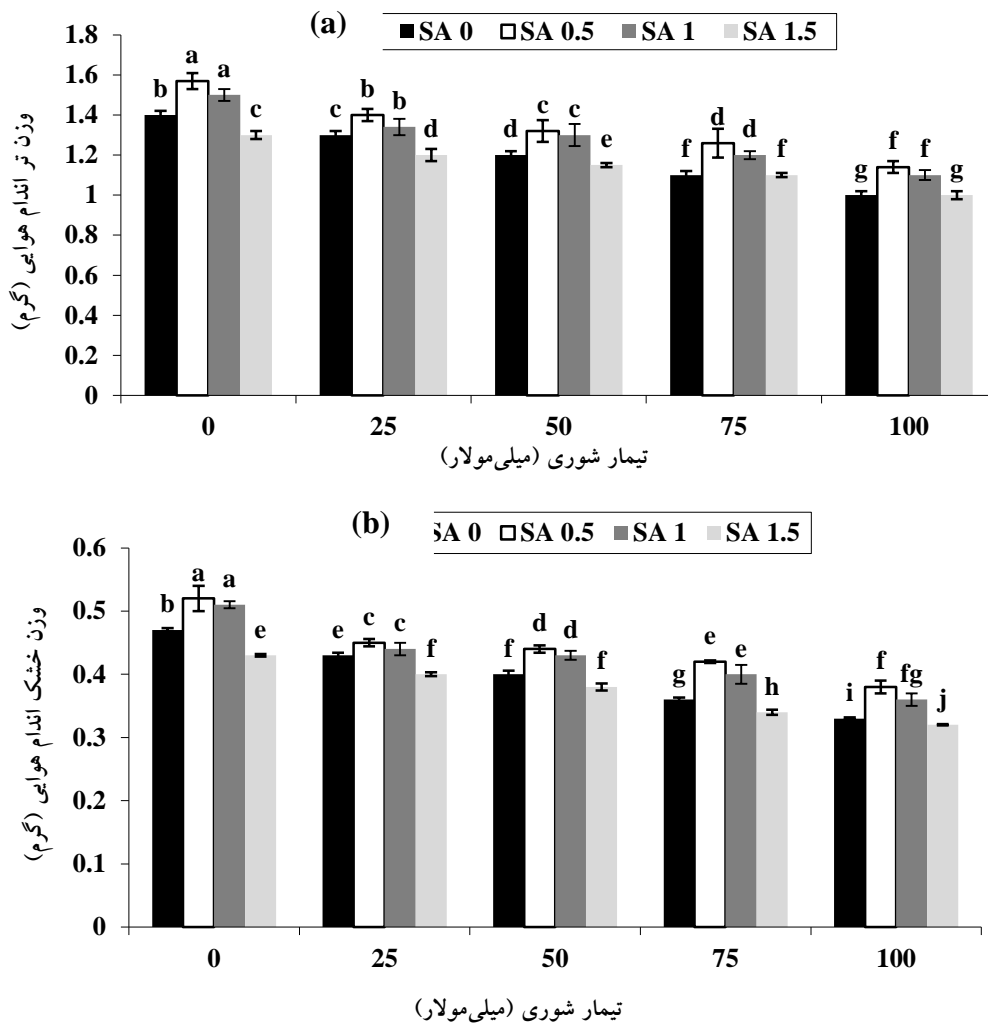 (a)
SA 0 SA 0.5 SA 1 SA 1.5
وزن تر اندام هوایی (گرم)
1.8
1.6
1.4
1.2
1
0.8
0.6
0.4
0.2
0
b a a c
c b b d
d c c e
f d d f
g f f g
0 25 50 75 100
تیمار شوری (میلی‌مولار)
(b)
SA 0 SA 0.5 SA 1 SA 1.5
وزن خشک اندام هوایی (گرم)
0.6
0.5
0.4
0.3
0.2
0.1
0
b a a e
e c c f
f d d f
g e e h
i f fg j
0 25 50 75 100
تیمار شوری (میلی‌مولار)